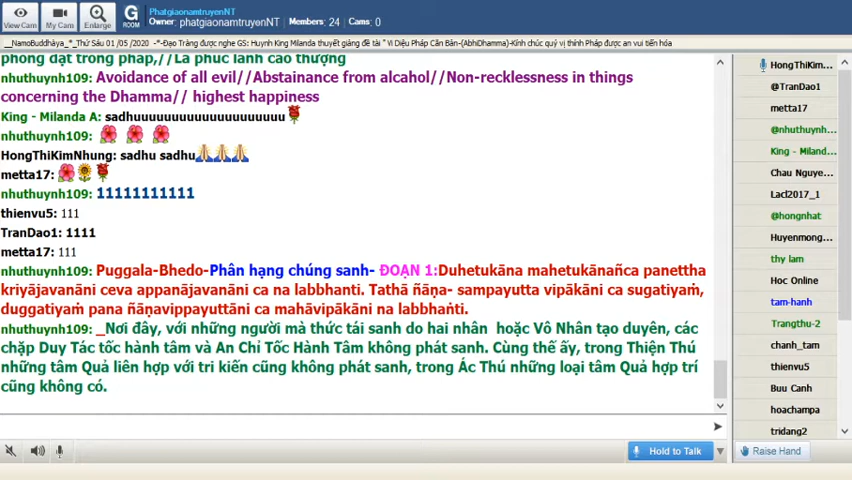 View Cam
My Cam
Enlarge
G
ROOM
PhatgiaonamtruyenNT
Owner: phatgiaonamtruyenNT Members: 24 Cams: 0
__NamoBuddhàya_*_Thứ Sáu 01 /05 /2020 -*-Đạo Tràng được nghe GS: Huynh King Milanda thuyết giảng đề tài " Vi Diệu Pháp Căn Bản-(AbhiDhamma)-Kính chúc quý vị thính Pháp được an vui tiến hóa
phóng dật trong pháp,//Là phúc lành cao thượng
nhuthuynh109: Avoidance of all evil//Abstainance from alcahol//Non-recklessness in things
concerning the Dhamma// highest happiness
King - Milanda A: sadhuuuuuuuuuuuuuuuuuuuu
nhuthuynh109:
HongThiKimNhung: sadhu sadhu
metta17:
nhuthuynh109: 11111111111
thienvu5: 111
TranDao1: 1111
metta17: 111
nhuthuynh109: Puggala-Bhedo-Phân hạng chúng sanh- ĐOẠN 1:Duhetukāna mahetukānañca panettha
kriyājavanāni ceva appanājavanāni ca na labbhanti. Tathā ñāṇa- sampayutta vipākāni ca sugatiyaṃ,
duggatiyaṃ pana ñāṇavippayuttāni ca mahāvipākāni na labbhaṅti.
nhuthuynh109: _Nơi đây, với những người mà thức tái sanh do hai nhân hoặc Vô Nhân tạo duyên, các
chặp Duy Tác tốc hành tâm và An Chỉ Tốc Hành Tâm không phát sanh. Cùng thế ấy, trong Thiện Thú
những tâm Quả liên hợp với tri kiến cũng không phát sanh, trong Ác Thú những loại tâm Quả hợp trí
cũng không có.
HongThiKim...
@TranDao1
metta17
@nhuthuynh...
King - Miland...
Chau Nguye...
Lacl2017_1
@hongnhat
Huyenmong...
thy lam
Hoc Online
tam-hanh
Trangthu-2
chanh_tam
thienvu5
Buu Canh
hoachampa
tridang2
Hold to Talk
Raise Hand